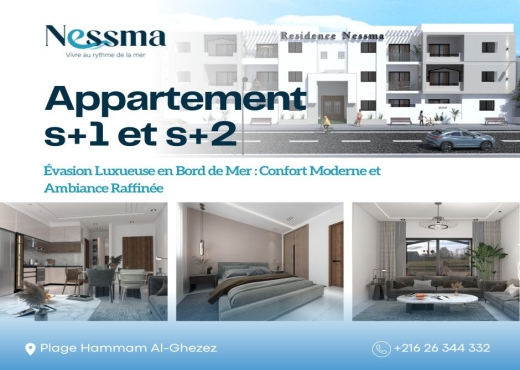 Nessma
Vivre au rythme de la mer
Residence Nessma
Appartement
s+1 et s+2
Évasion Luxueuse en Bord de Mer : Confort Moderne et
Ambiance Raffinée
Plage Hammam Al-Ghezez
+216 26 344 332